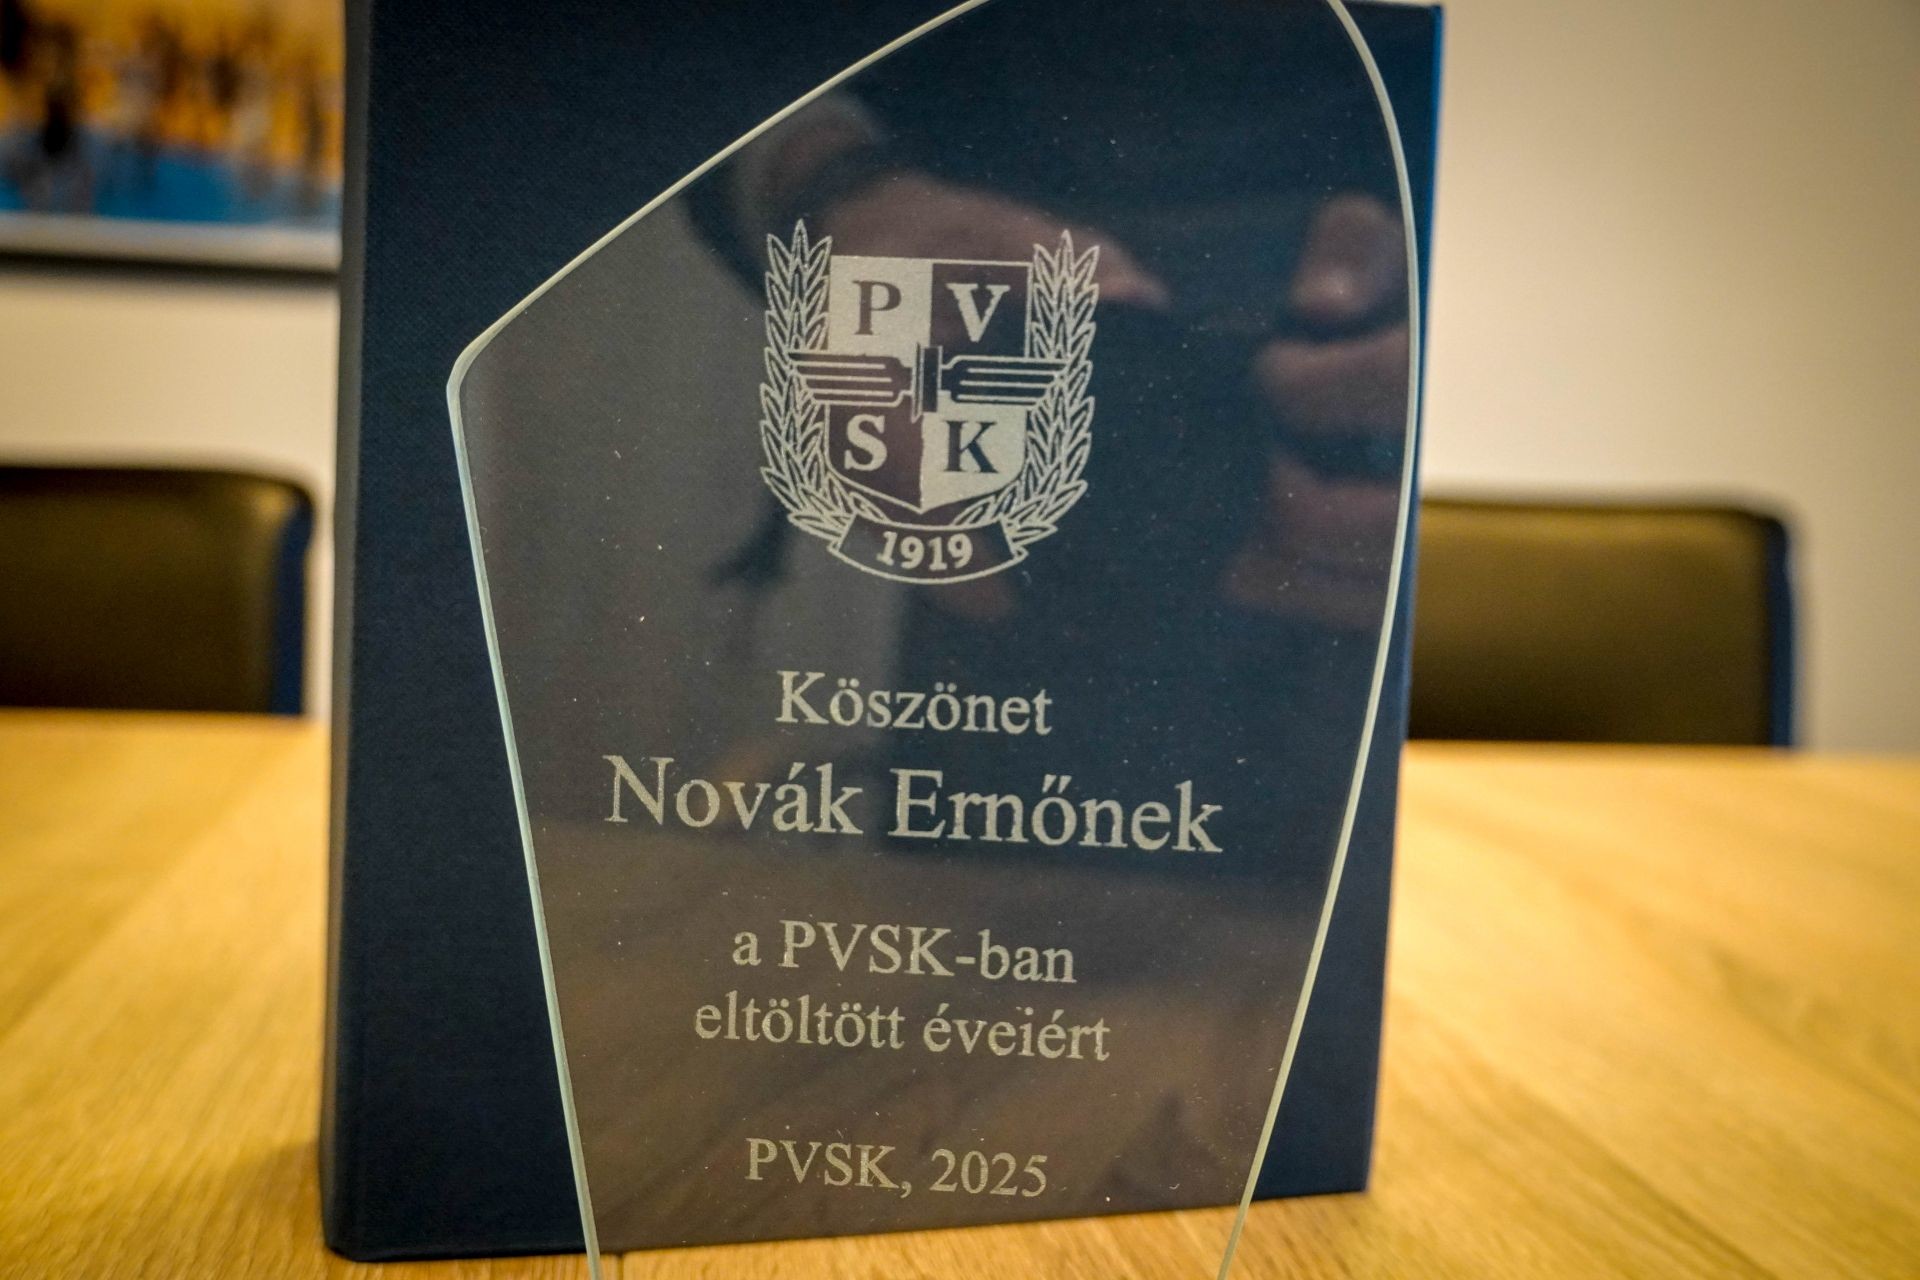 P V
S K
1919
Köszönet
Novák Ernőnek
a PVSK-ban
eltöltött éveiért
PVSK, 2025